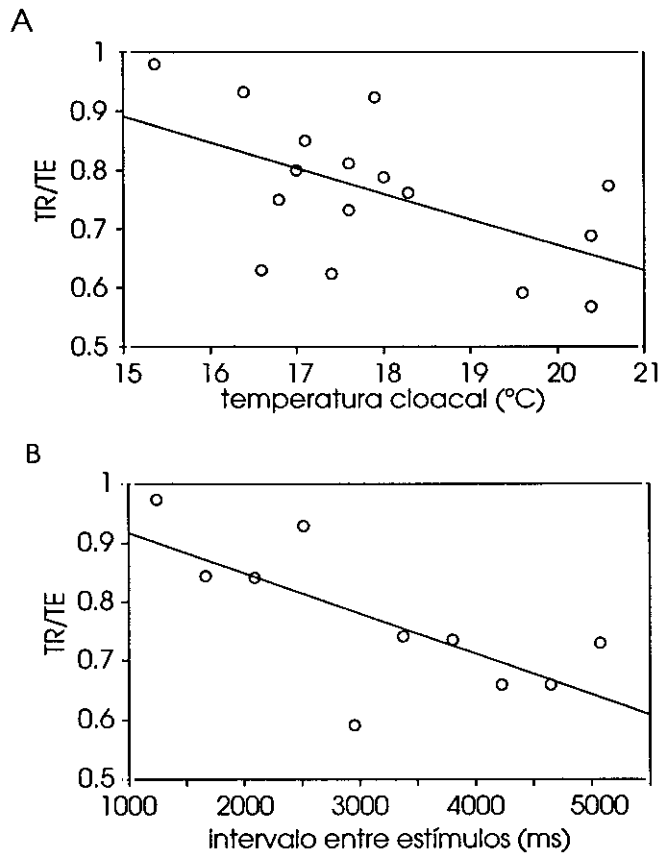 A
1
0.9
0.8
0.7
0.6
0.5
TR/TE
15 16 17 18 19 20 21
temperatura cloacal (°C)
B
1
0.9
0.8
0.7
0.6
0.5
TR/TE
1000 2000 3000 4000 5000
intervalo entre estímulos (ms)